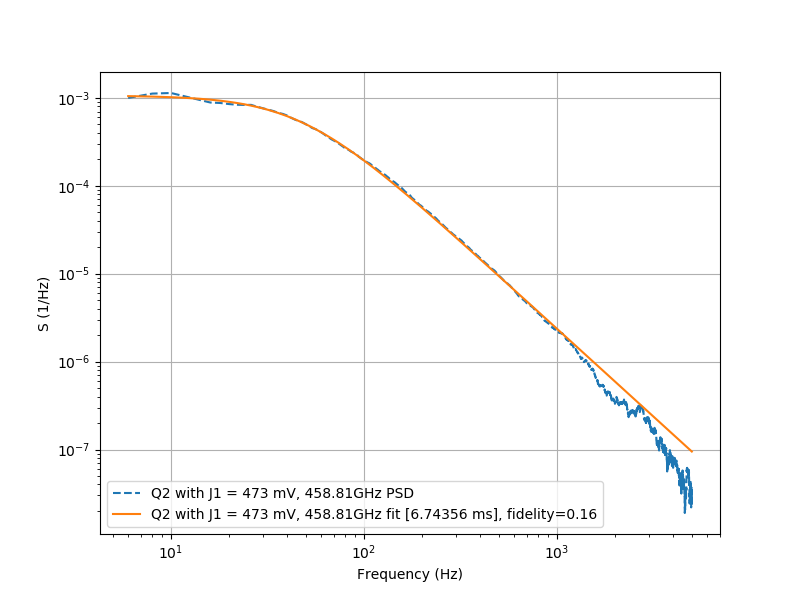 10⁻³
10⁻⁴
10⁻⁵
10⁻⁶
10⁻⁷
S (1/Hz)
Q2 with J1 = 473 mV, 458.81GHz PSD
Q2 with J1 = 473 mV, 458.81GHz fit [6.74356 ms], fidelity=0.16
10¹ 10² 10³
Frequency (Hz)